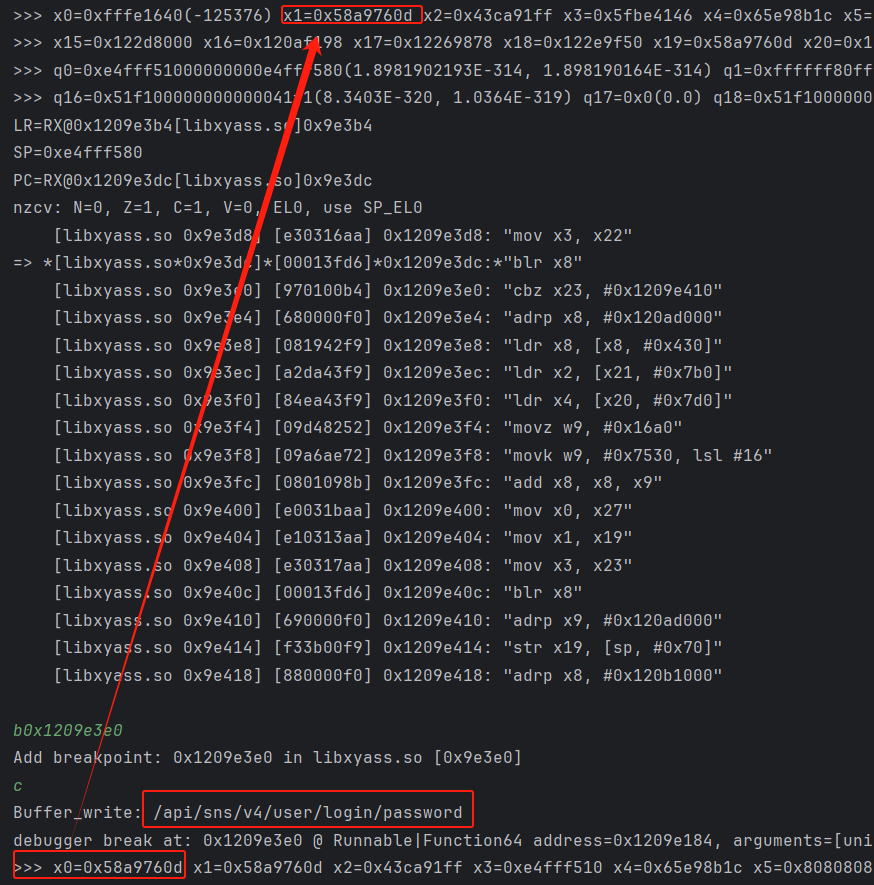 >>> x0=0xfffe1640(-125376) x1=0x58a9760d x2=0x43ca91ff x3=0x5fbe4146 x4=0x65e98b1c x5=
>>> x15=0x122d8000 x16=0x120af198 x17=0x12269878 x18=0x122e9f50 x19=0x58a9760d x20=0x1
>>> q0=0xe4fff51000000000e4fff580(1.8981902193E-314, 1.898190164E-314) q1=0xffffff80ff
>>> q16=0x51f10000000000004151(8.3403E-320, 1.0364E-319) q17=0x0(0.0) q18=0x51f1000000
LR=RX@0x1209e3b4[libxyass.so]0x9e3b4
SP=0xe4fff580
PC=RX@0x1209e3dc[libxyass.so]0x9e3dc
nzcv: N=0, Z=1, C=1, V=0, EL0, use SP_EL0
[libxyass.so 0x9e3d8] [e30316aa] 0x1209e3d8: "mov x3, x22"
=> *[libxyass.so*0x9e3dc]*[00013fd6]*0x1209e3dc:*"blr x8"
[libxyass.so 0x9e3e0] [970100b4] 0x1209e3e0: "cbz x23, #0x1209e410"
[libxyass.so 0x9e3e4] [680000f0] 0x1209e3e4: "adrp x8, #0x120ad000"
[libxyass.so 0x9e3e8] [081942f9] 0x1209e3e8: "ldr x8, [x8, #0x430]"
[libxyass.so 0x9e3ec] [a2da43f9] 0x1209e3ec: "ldr x2, [x21, #0x7b0]"
[libxyass.so 0x9e3f0] [84ea43f9] 0x1209e3f0: "ldr x4, [x20, #0x7d0]"
[libxyass.so 0x9e3f4] [09d48252] 0x1209e3f4: "movz w9, #0x16a0"
[libxyass.so 0x9e3f8] [09a6ae72] 0x1209e3f8: "movk w9, #0x7530, lsl #16"
[libxyass.so 0x9e3fc] [0801098b] 0x1209e3fc: "add x8, x8, x9"
[libxyass.so 0x9e400] [e0031baa] 0x1209e400: "mov x0, x27"
[libxyass.so 0x9e404] [e10313aa] 0x1209e404: "mov x1, x19"
[libxyass.so 0x9e408] [e30317aa] 0x1209e408: "mov x3, x23"
[libxyass.so 0x9e40c] [00013fd6] 0x1209e40c: "blr x8"
[libxyass.so 0x9e410] [690000f0] 0x1209e410: "adrp x9, #0x120ad000"
[libxyass.so 0x9e414] [f33b00f9] 0x1209e414: "str x19, [sp, #0x70]"
[libxyass.so 0x9e418] [880000f0] 0x1209e418: "adrp x8, #0x120b1000"
b0x1209e3e0
Add breakpoint: 0x1209e3e0 in libxyass.so [0x9e3e0]
c
Buffer_write: /api/sns/v4/user/login/password
debugger break at: 0x1209e3e0 @ Runnable|Function64 address=0x1209e184, arguments=[uni
>>> x0=0x58a9760d x1=0x58a9760d x2=0x43ca91ff x3=0xe4fff510 x4=0x65e98b1c x5=0x8080808